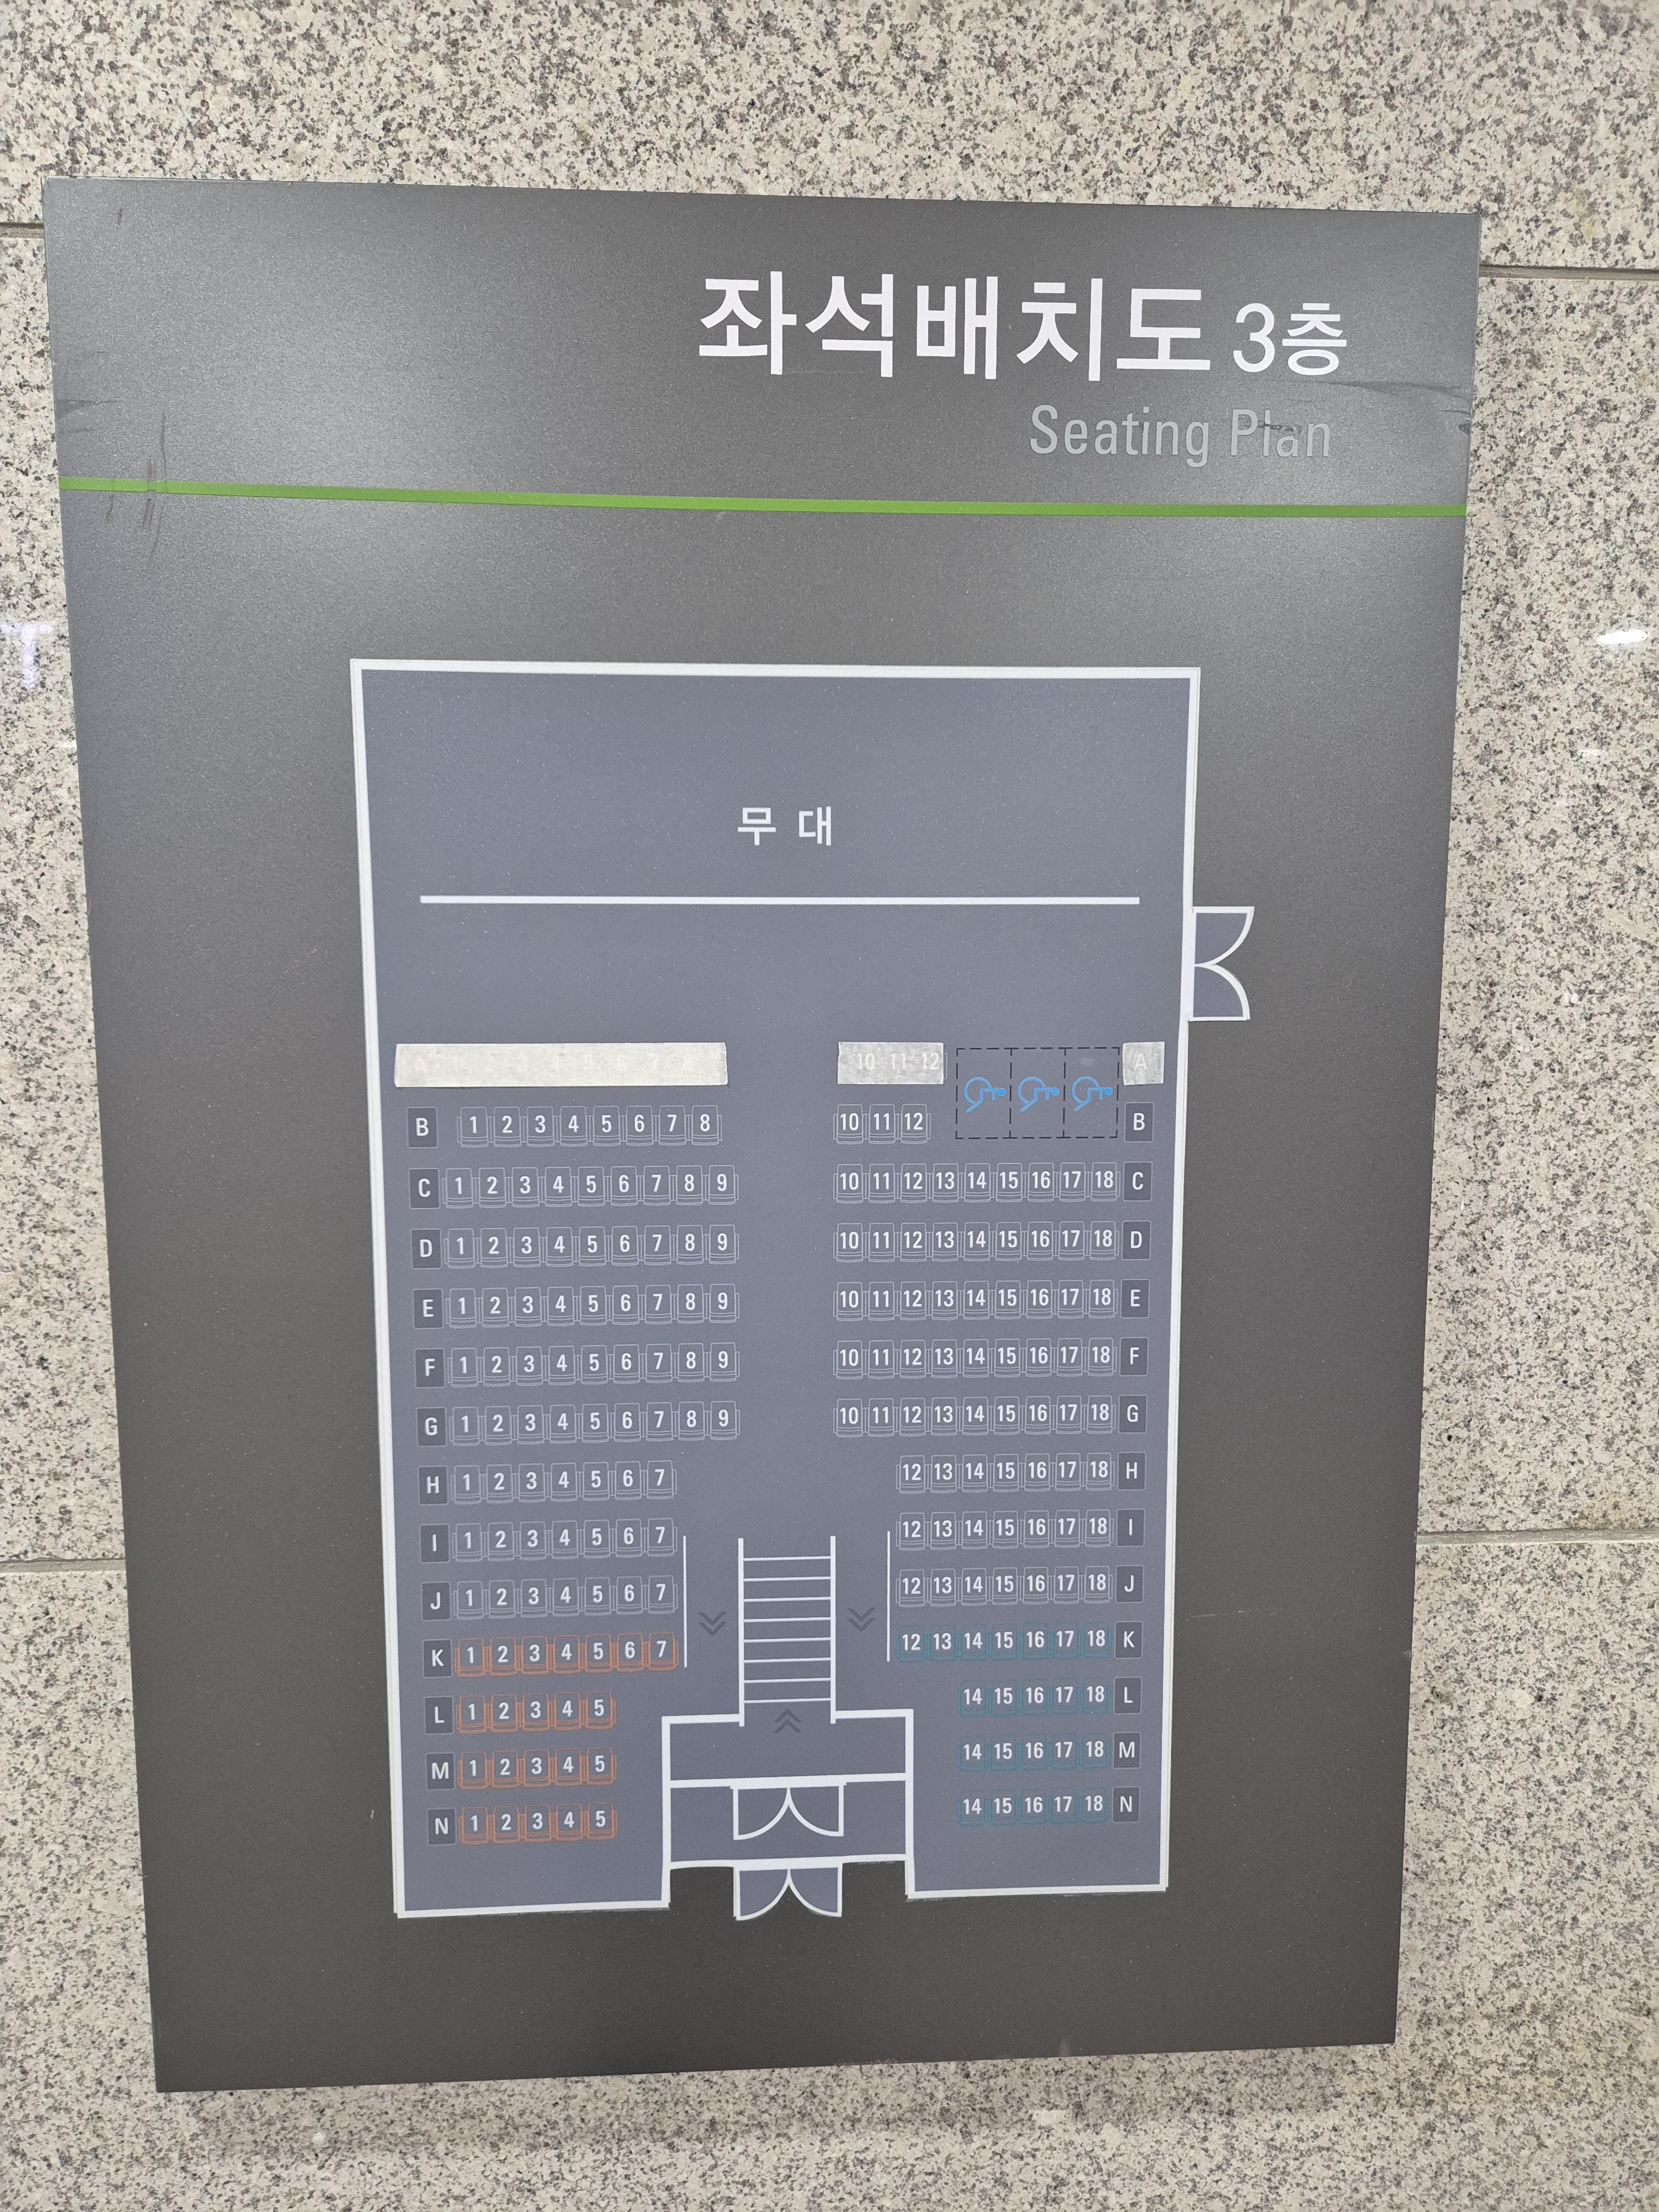 좌석배치도 3층
Seating Plan
무대
10 11 12 A
B 1 2 3 4 5 6 7 8 10 11 12 B
C 1 2 3 4 5 6 7 8 9 10 11 12 13 14 15 16 17 18 C
D 1 2 3 4 5 6 7 8 9 10 11 12 13 14 15 16 17 18 D
E 1 2 3 4 5 6 7 8 9 10 11 12 13 14 15 16 17 18 E
F 1 2 3 4 5 6 7 8 9 10 11 12 13 14 15 16 17 18 F
G 1 2 3 4 5 6 7 8 9 10 11 12 13 14 15 16 17 18 G
H 1 2 3 4 5 6 7 12 13 14 15 16 17 18 H
I 1 2 3 4 5 6 7 12 13 14 15 16 17 18 I
J 1 2 3 4 5 6 7 12 13 14 15 16 17 18 J
K 1 2 3 4 5 6 7 12 13 14 15 16 17 18 K
L 1 2 3 4 5 14 15 16 17 18 L
M 1 2 3 4 5 14 15 16 17 18 M
N 1 2 3 4 5 14 15 16 17 18 N